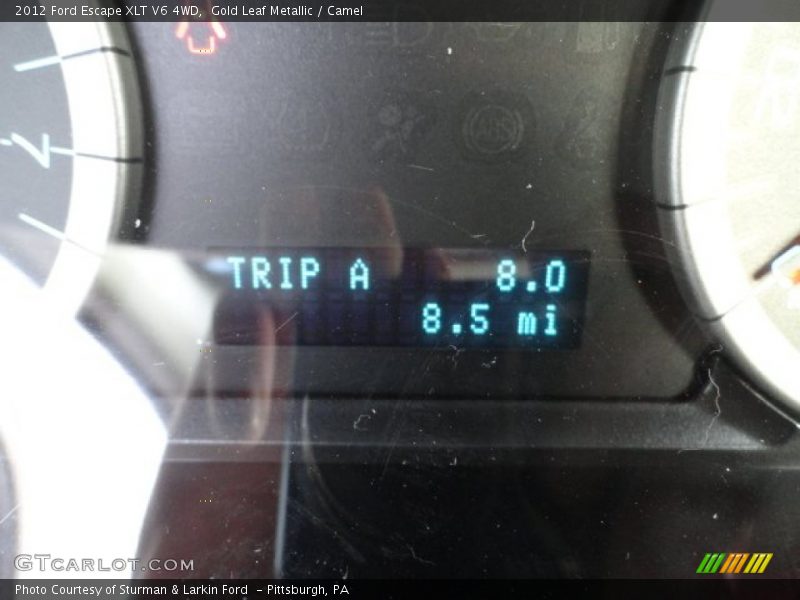 2012 Ford Escape XLT V6 4WD,  Gold Leaf Metallic / Camel
TRIP A 8.0
8.5 mi
GTcarlot.com
Photo Courtesy of Sturman & Larkin Ford  - Pittsburgh, PA